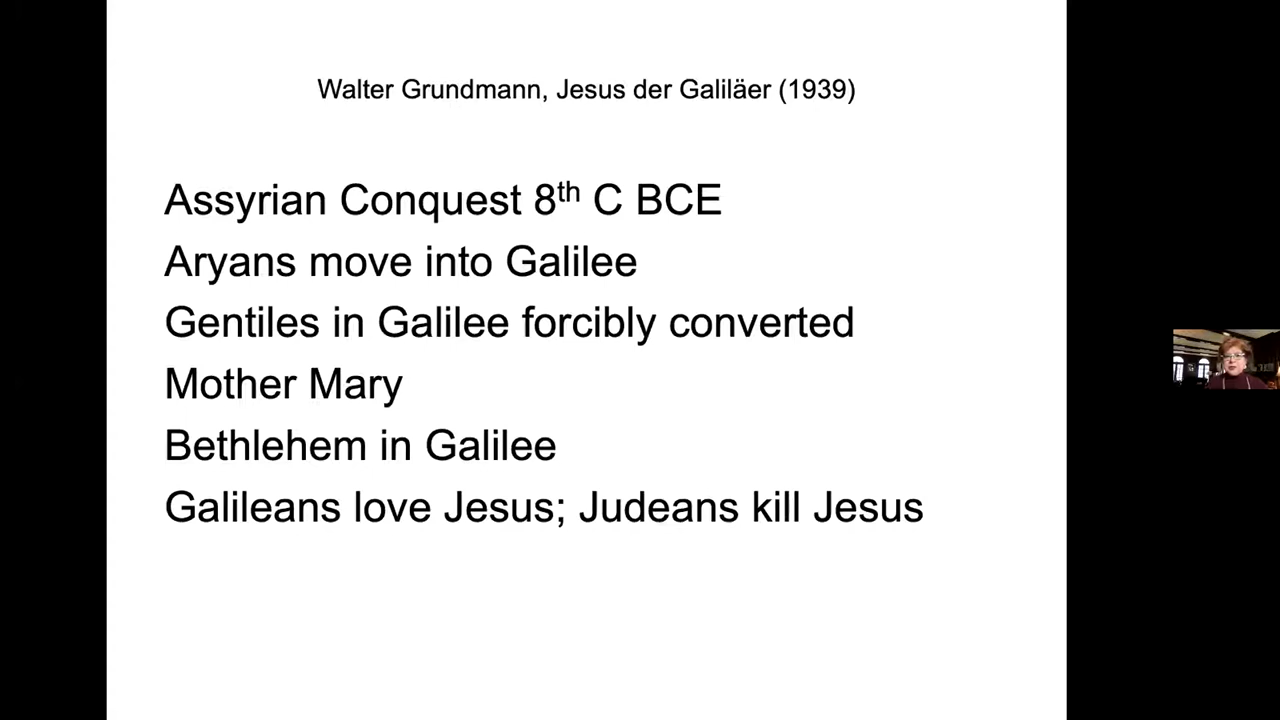 Walter Grundmann, Jesus der Galiläer (1939)
Assyrian Conquest 8th C BCE
Aryans move into Galilee
Gentiles in Galilee forcibly converted
Mother Mary
Bethlehem in Galilee
Galileans love Jesus; Judeans kill Jesus